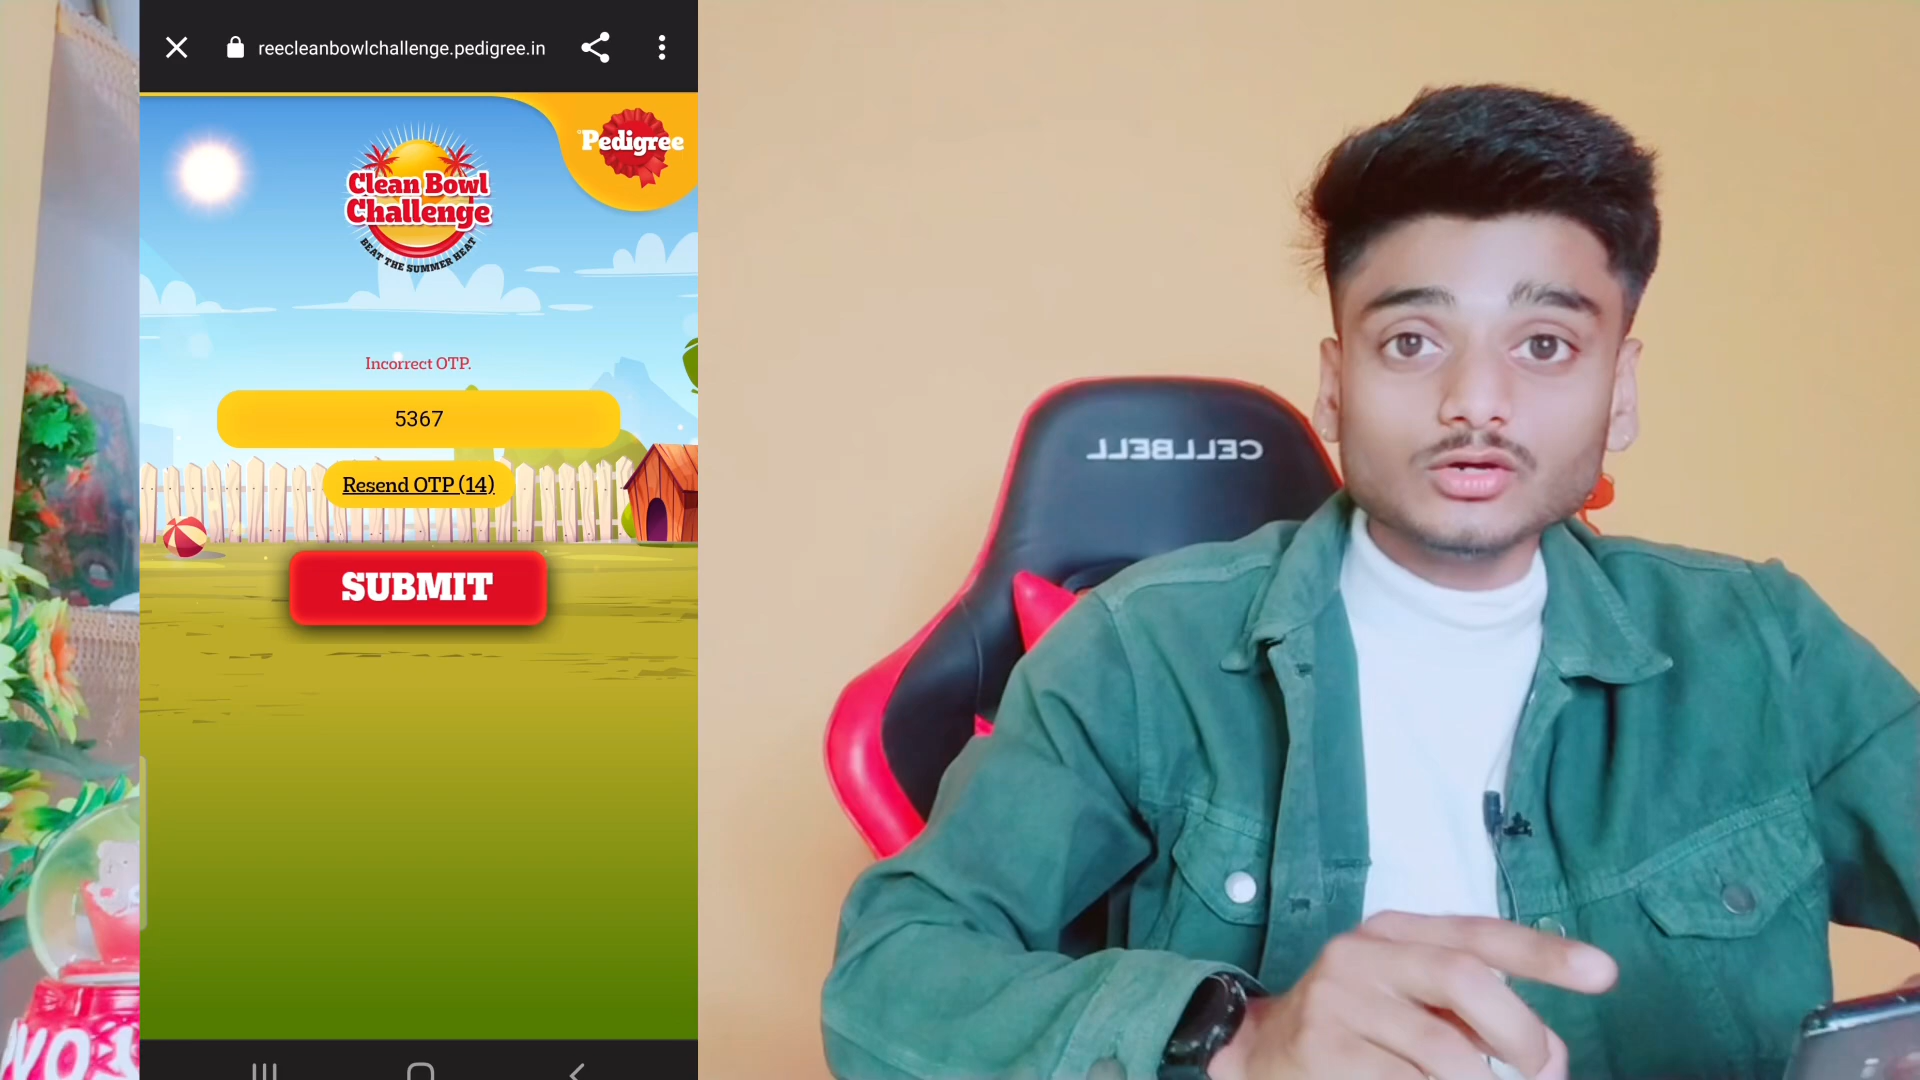 reecleanbowlchallenge.pedigree.in
Pedigree
Clean Bowl
Challenge
BEAT THE SUMMER HEAT
Incorrect OTP.
5367
Resend OTP (14)
SUBMIT
CELLBELL